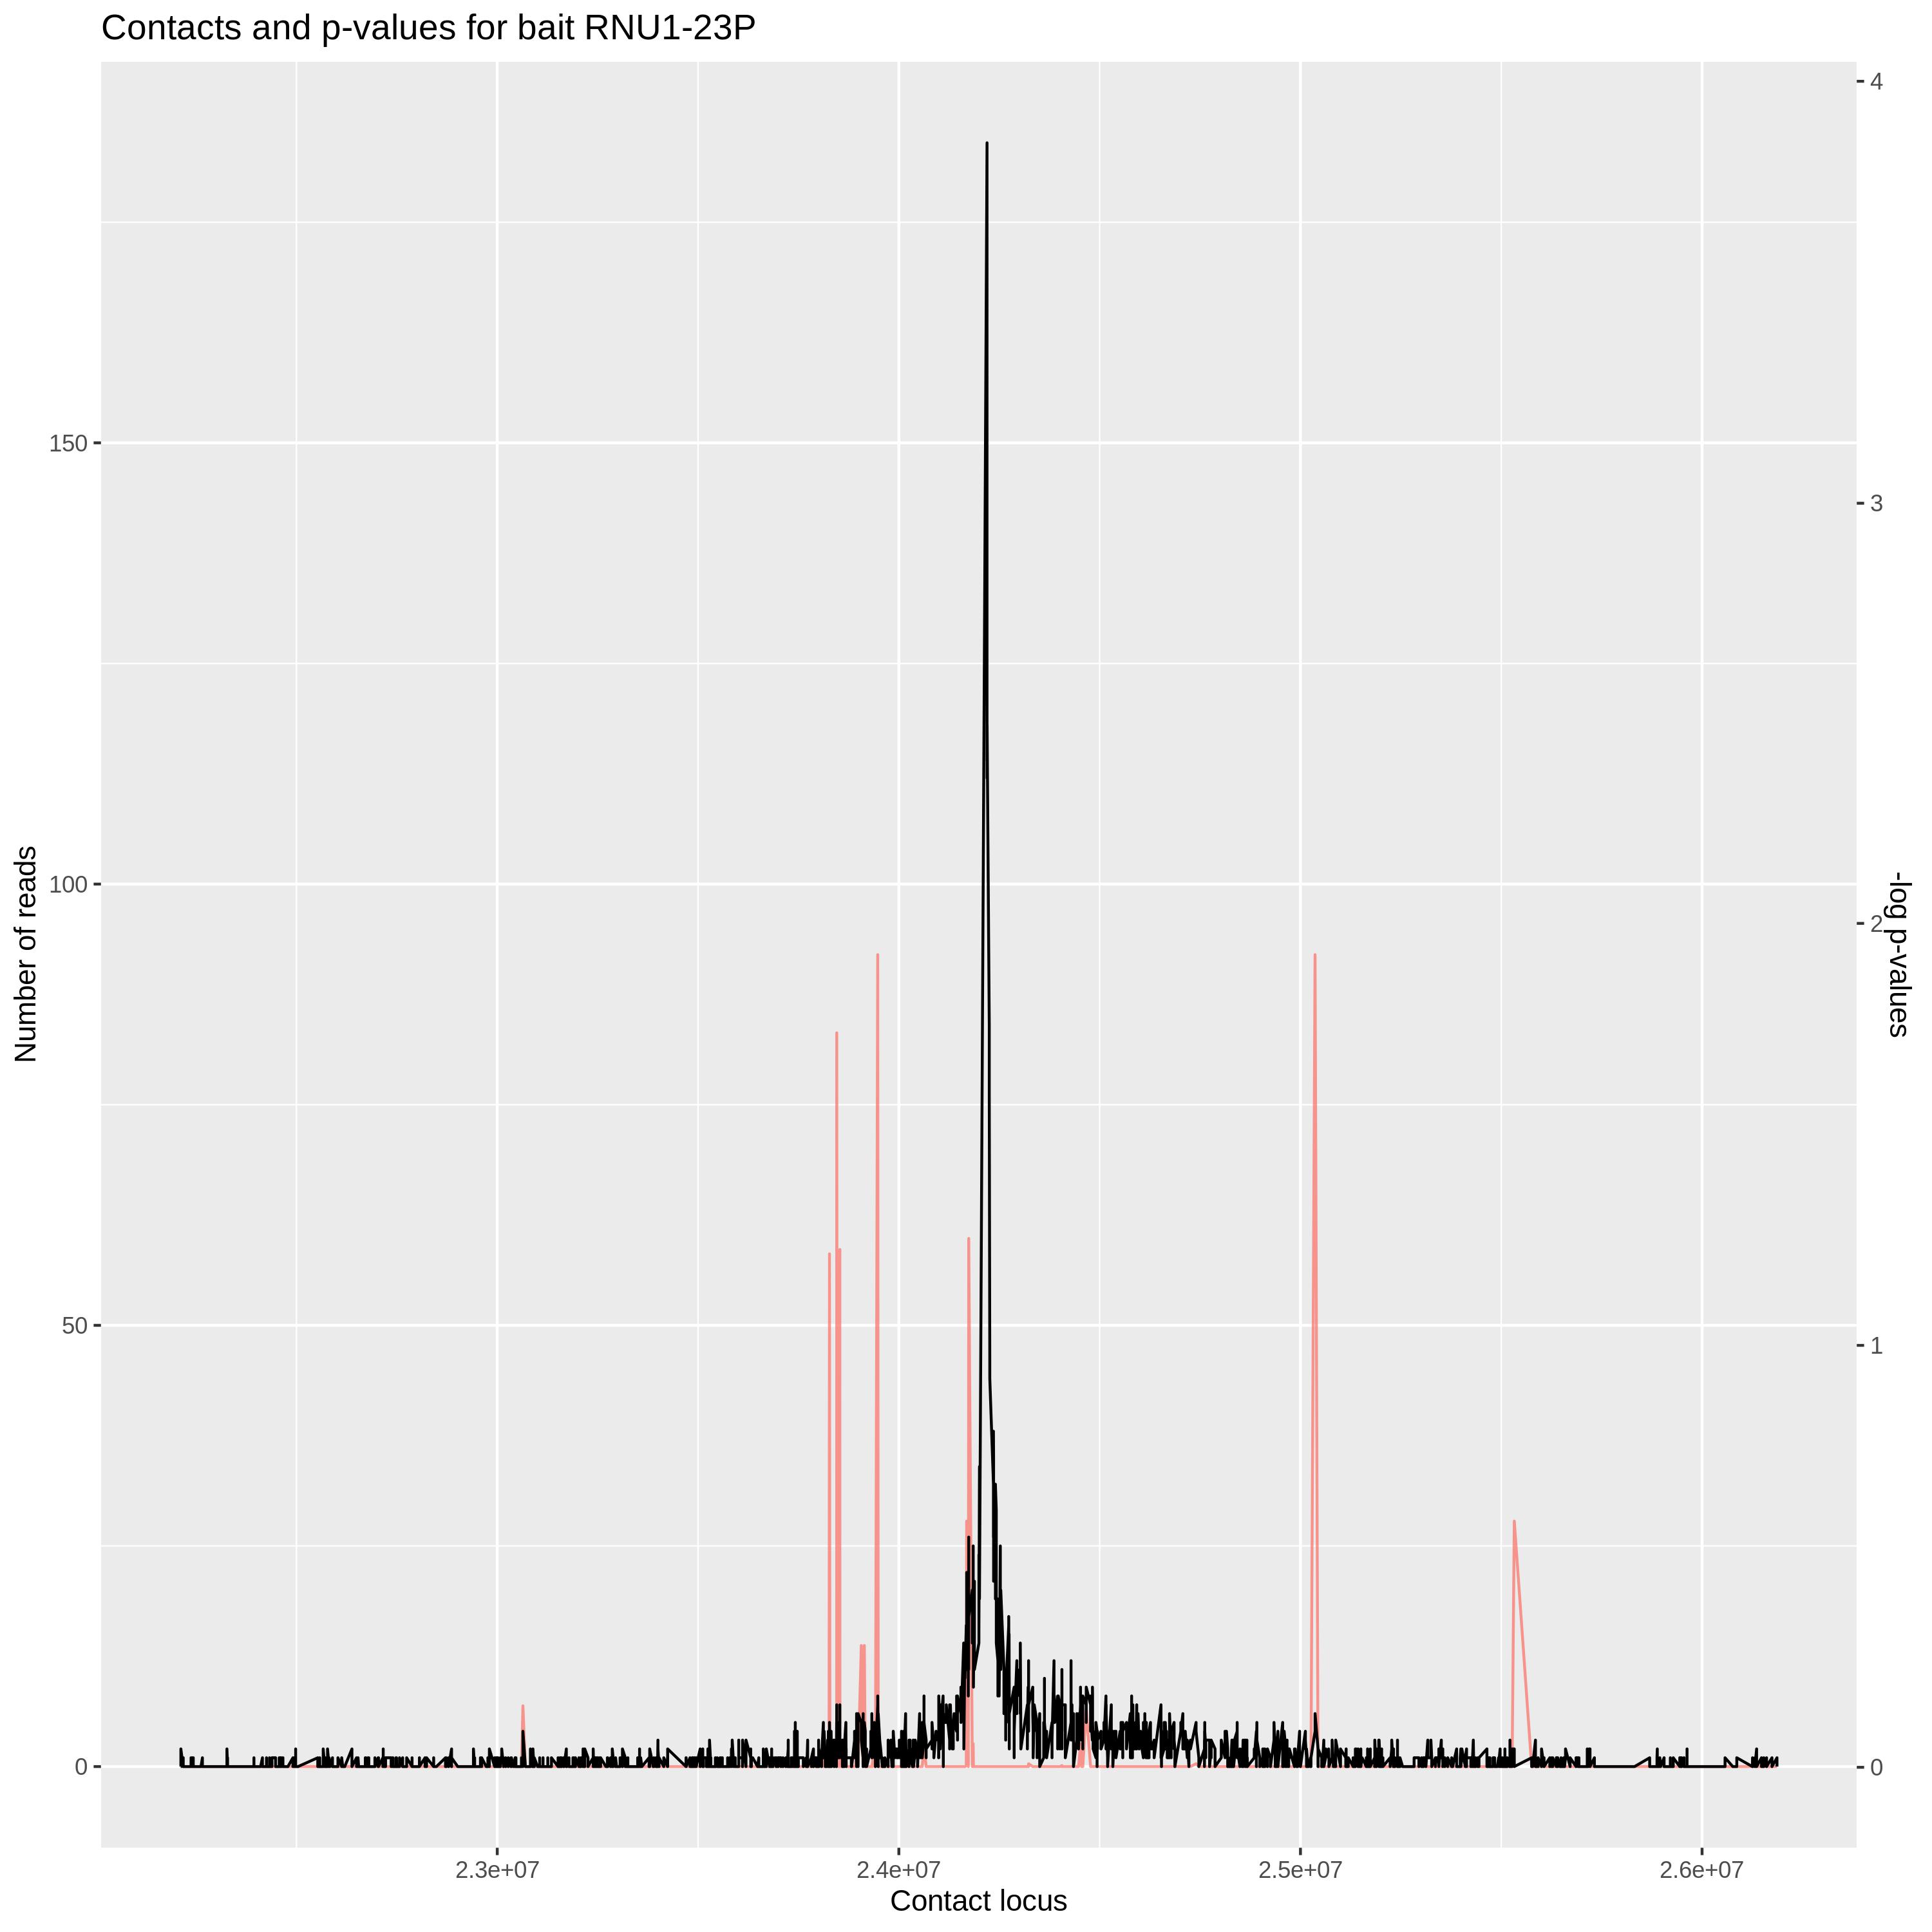 Contacts and p-values for bait RNU1-23P
Number of reads
150
100
50
0
4
3
2
1
0
-log p-values
2.3e+07
2.4e+07
2.5e+07
2.6e+07
Contact locus